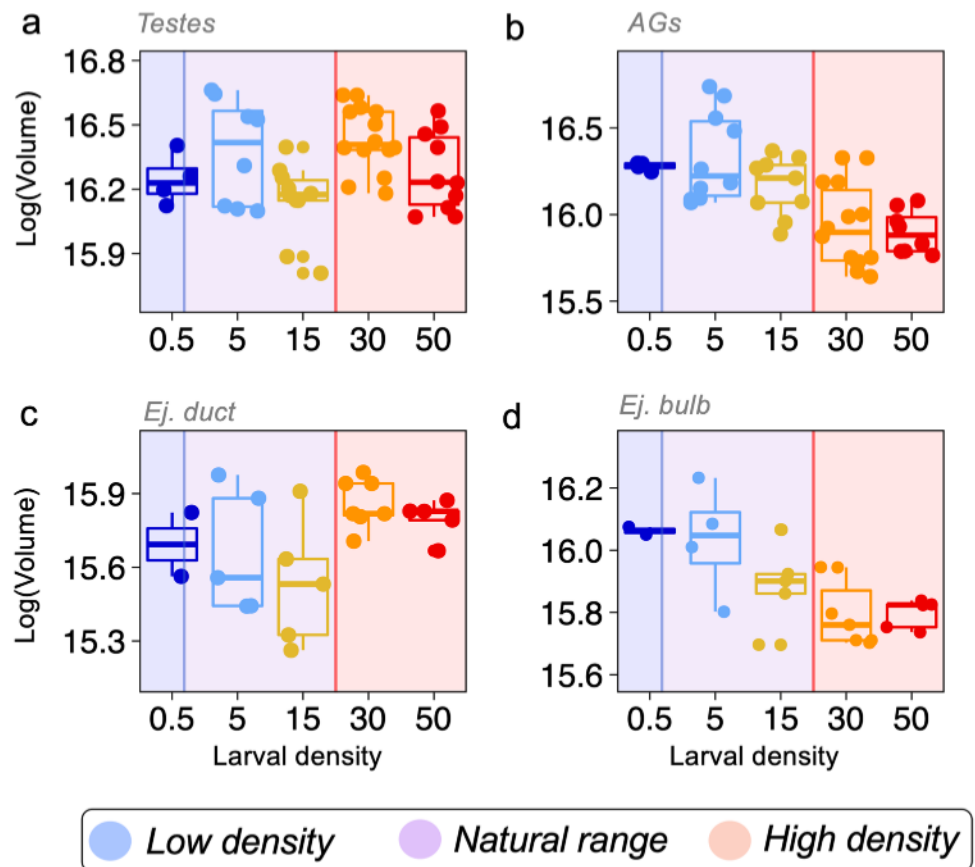 a Testes
Log(Volume)
16.8
16.5
16.2
15.9
0.5 5 15 30 50
b AGs
16.5
16.0
15.5
0.5 5 15 30 50
c Ej. duct
Log(Volume)
15.9
15.6
15.3
0.5 5 15 30 50
Larval density
d Ej. bulb
16.2
16.0
15.8
15.6
0.5 5 15 30 50
Larval density
Low density Natural range High density